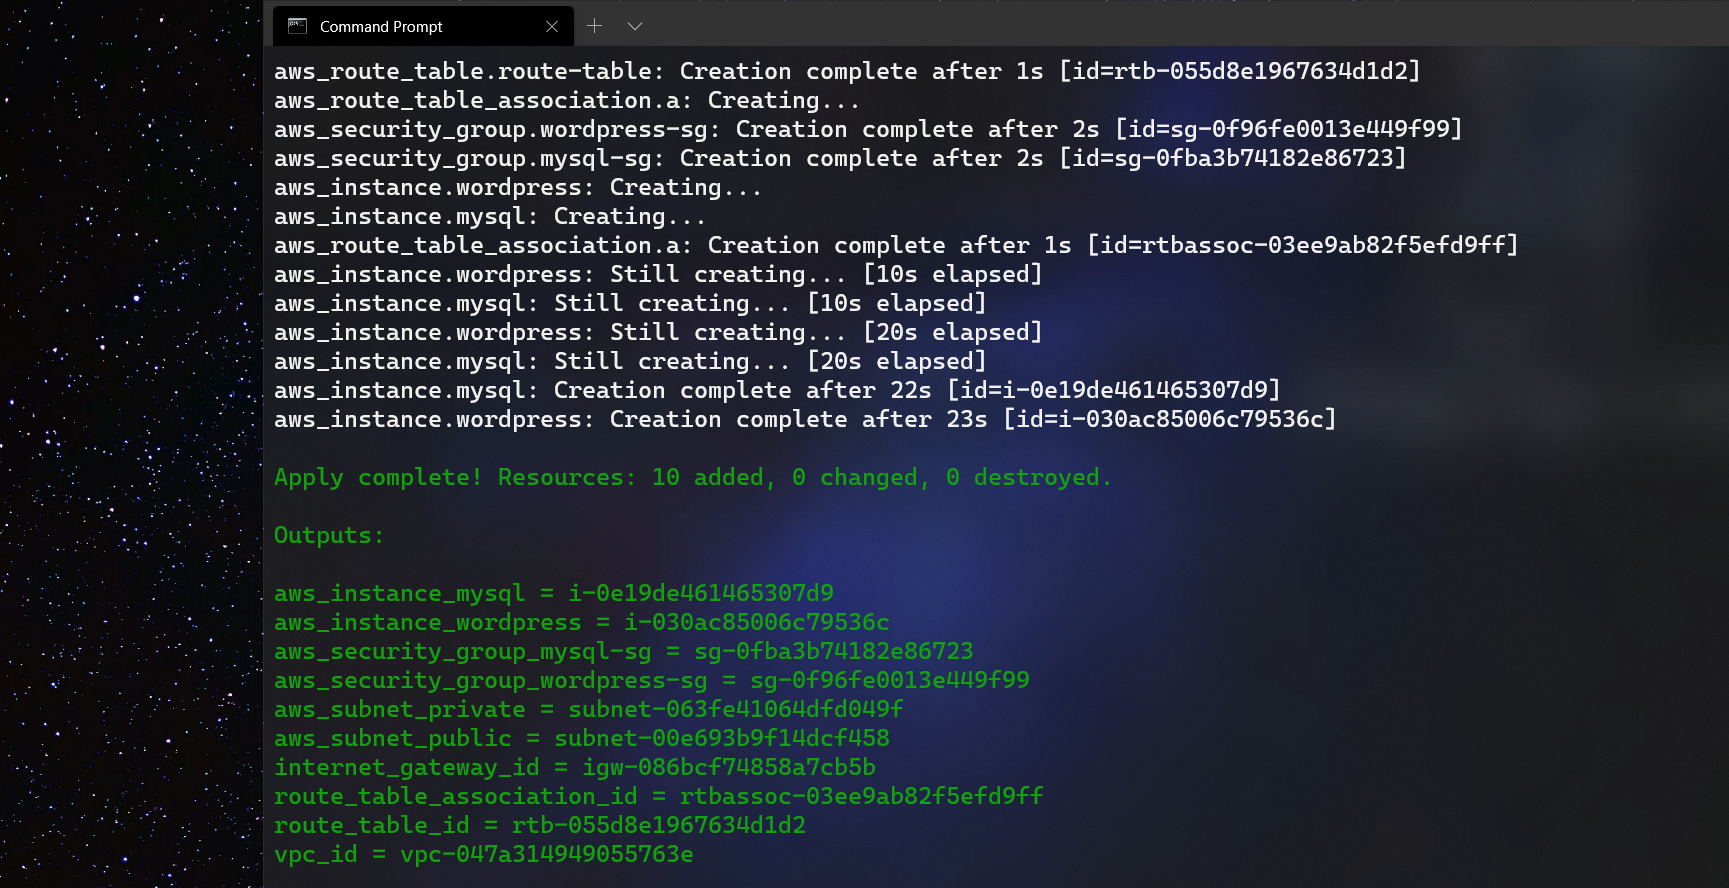 Command Prompt
aws_route_table.route-table: Creation complete after 1s [id=rtb-055d8e1967634d1d2]
aws_route_table_association.a: Creating...
aws_security_group.wordpress-sg: Creation complete after 2s [id=sg-0f96fe0013e449f99]
aws_security_group.mysql-sg: Creation complete after 2s [id=sg-0fba3b74182e86723]
aws_instance.wordpress: Creating...
aws_instance.mysql: Creating...
aws_route_table_association.a: Creation complete after 1s [id=rtbassoc-03ee9ab82f5efd9ff]
aws_instance.wordpress: Still creating... [10s elapsed]
aws_instance.mysql: Still creating... [10s elapsed]
aws_instance.wordpress: Still creating... [20s elapsed]
aws_instance.mysql: Still creating... [20s elapsed]
aws_instance.mysql: Creation complete after 22s [id=i-0e19de461465307d9]
aws_instance.wordpress: Creation complete after 23s [id=i-030ac85006c79536c]
Apply complete! Resources: 10 added, 0 changed, 0 destroyed.
Outputs:
aws_instance_mysql = i-0e19de461465307d9
aws_instance_wordpress = i-030ac85006c79536c
aws_security_group_mysql-sg = sg-0fba3b74182e86723
aws_security_group_wordpress-sg = sg-0f96fe0013e449f99
aws_subnet_private = subnet-063fe41064dfd049f
aws_subnet_public = subnet-00e693b9f14dcf458
internet_gateway_id = igw-086bcf74858a7cb5b
route_table_association_id = rtbassoc-03ee9ab82f5efd9ff
route_table_id = rtb-055d8e1967634d1d2
vpc_id = vpc-047a314949055763e